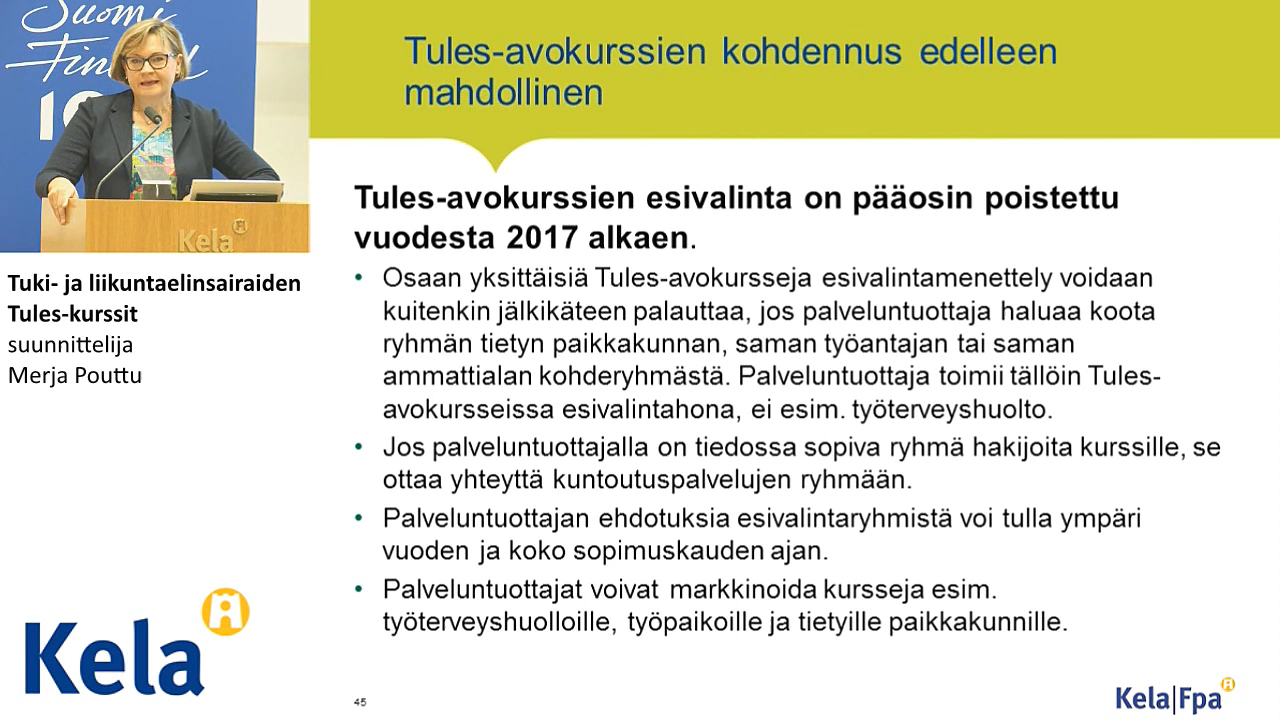 Suomi
Finland
10
Kela
Tuki- ja liikuntaelinsairaiden
Tules-kurssit
suunnittelija
Merja Pouttu
Kela
Tules-avokurssien kohdennus edelleen
mahdollinen
Tules-avokurssien esivalinta on pääosin poistettu
vuodesta 2017 alkaen.
• Osaan yksittäisiä Tules-avokursseja esivalintamenettely voidaan
kuitenkin jälkikäteen palauttaa, jos palveluntuottaja haluaa koota
ryhmän tietyn paikkakunnan, saman työantajan tai saman
ammattialan kohderyhmästä. Palveluntuottaja toimii tällöin Tules-
avokursseissa esivalintahona, ei esim. työterveyshuolto.
• Jos palveluntuottajalla on tiedossa sopiva ryhmä hakijoita kurssille, se
ottaa yhteyttä kuntoutuspalvelujen ryhmään.
• Palveluntuottajan ehdotuksia esivalintaryhmistä voi tulla ympäri
vuoden ja koko sopimuskauden ajan.
• Palveluntuottajat voivat markkinoida kursseja esim.
työterveyshuolloille, työpaikoille ja tietyille paikkakunnille.
45
Kela|Fpa